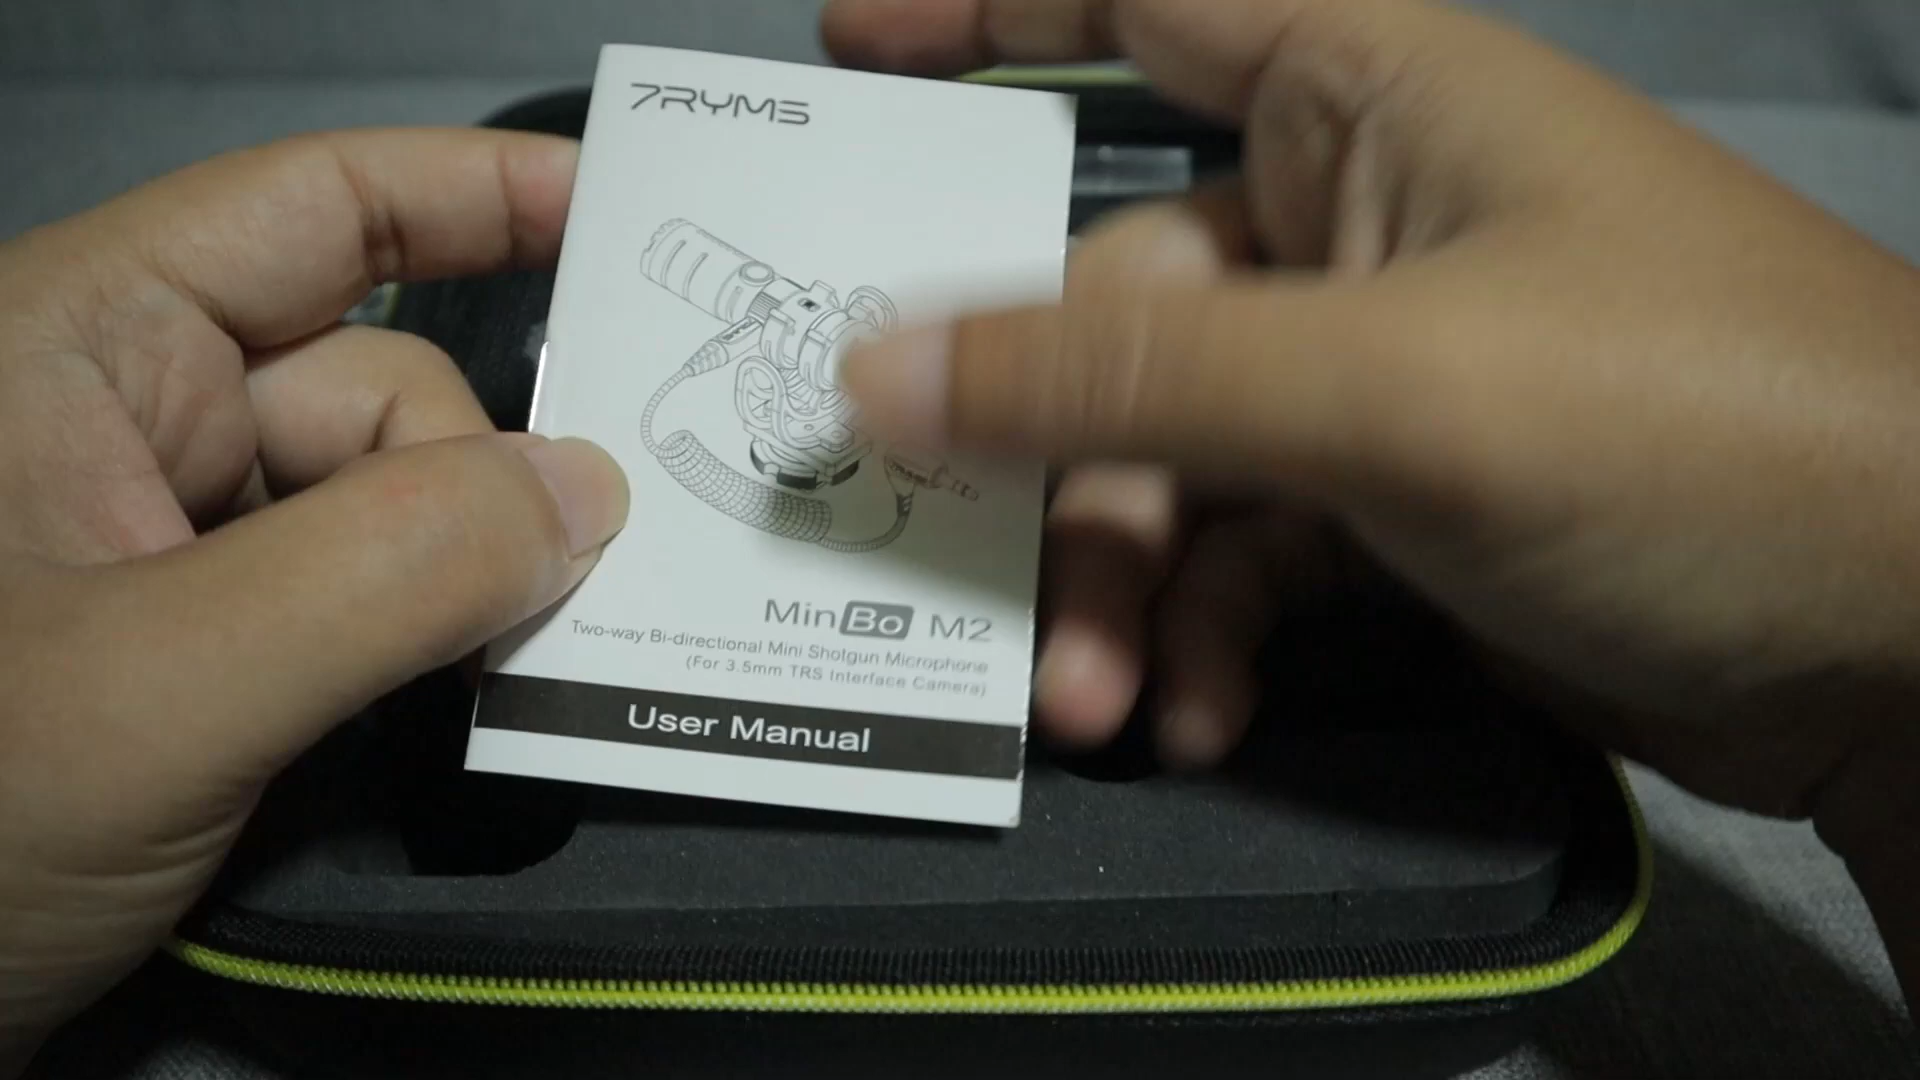 7RYMS
MinBo M2
Two-way Bi-directional Mini Shotgun Microphone
(For 3.5mm TRS Interface Camera)
User Manual